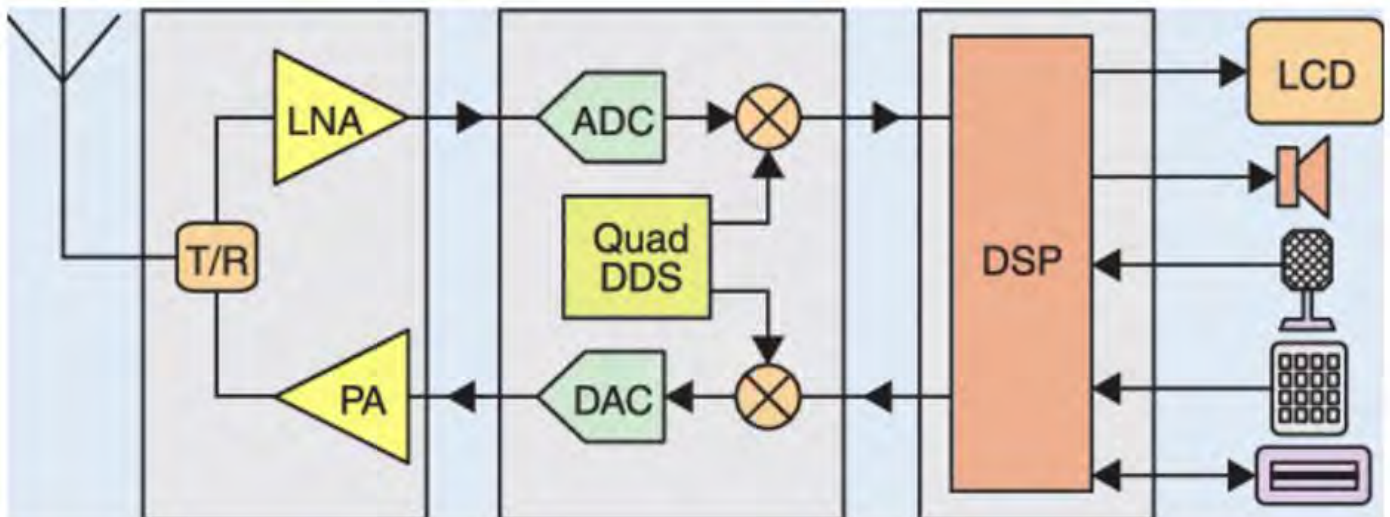 LNA
ADC
LCD
T/R
Quad
DDS
DSP
PA
DAC